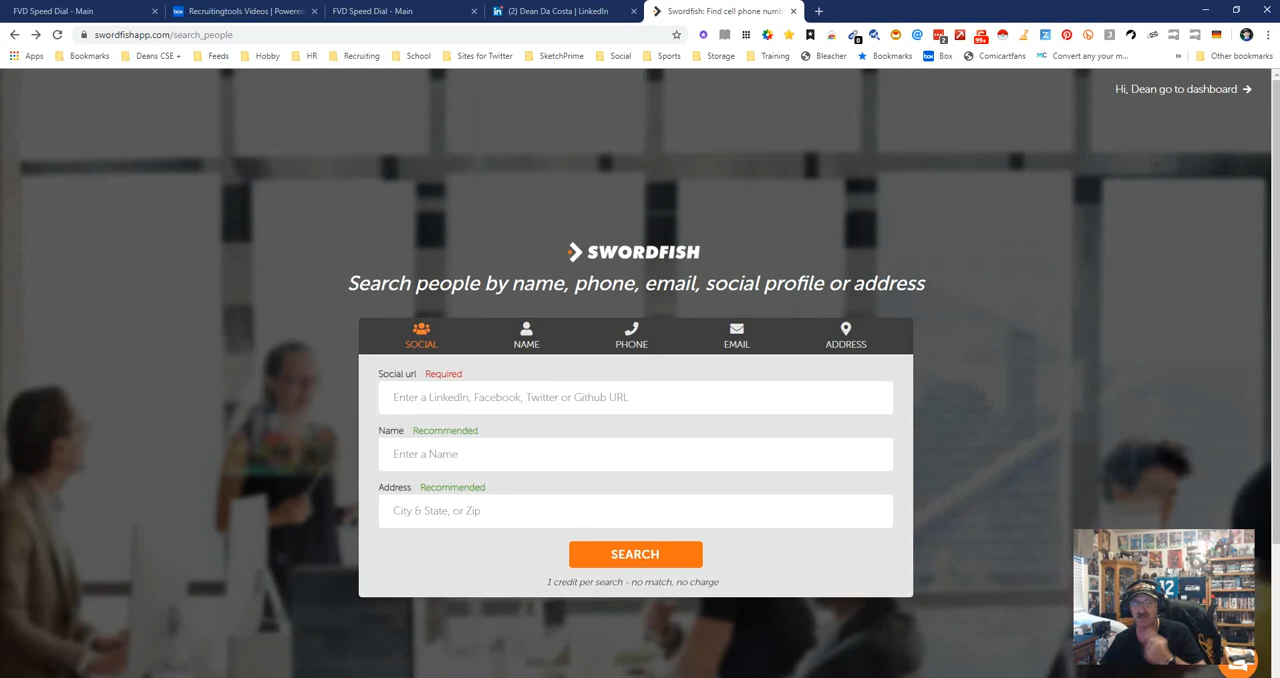 FVD Speed Dial - Main
Recruitingtools Videos | Powered
FVD Speed Dial - Main
(2) Dean Da Costa | LinkedIn
Swordfish: Find cell phone numb
swordfishapp.com/search_people
Apps Bookmarks Deans CSE + Feeds Hobby HR Recruiting School Sites for Twitter SketchPrime Social Sports Storage Training Bleacher Bookmarks Box Comicartfans Convert any your m... » Other bookmarks
Hi, Dean go to dashboard
SWORDFISH
Search people by name, phone, email, social profile or address
SOCIAL NAME PHONE EMAIL ADDRESS
Social url Required
Enter a LinkedIn, Facebook, Twitter or Github URL
Name Recommended
Enter a Name
Address Recommended
City & State, or Zip
SEARCH
1 credit per search - no match, no charge
12